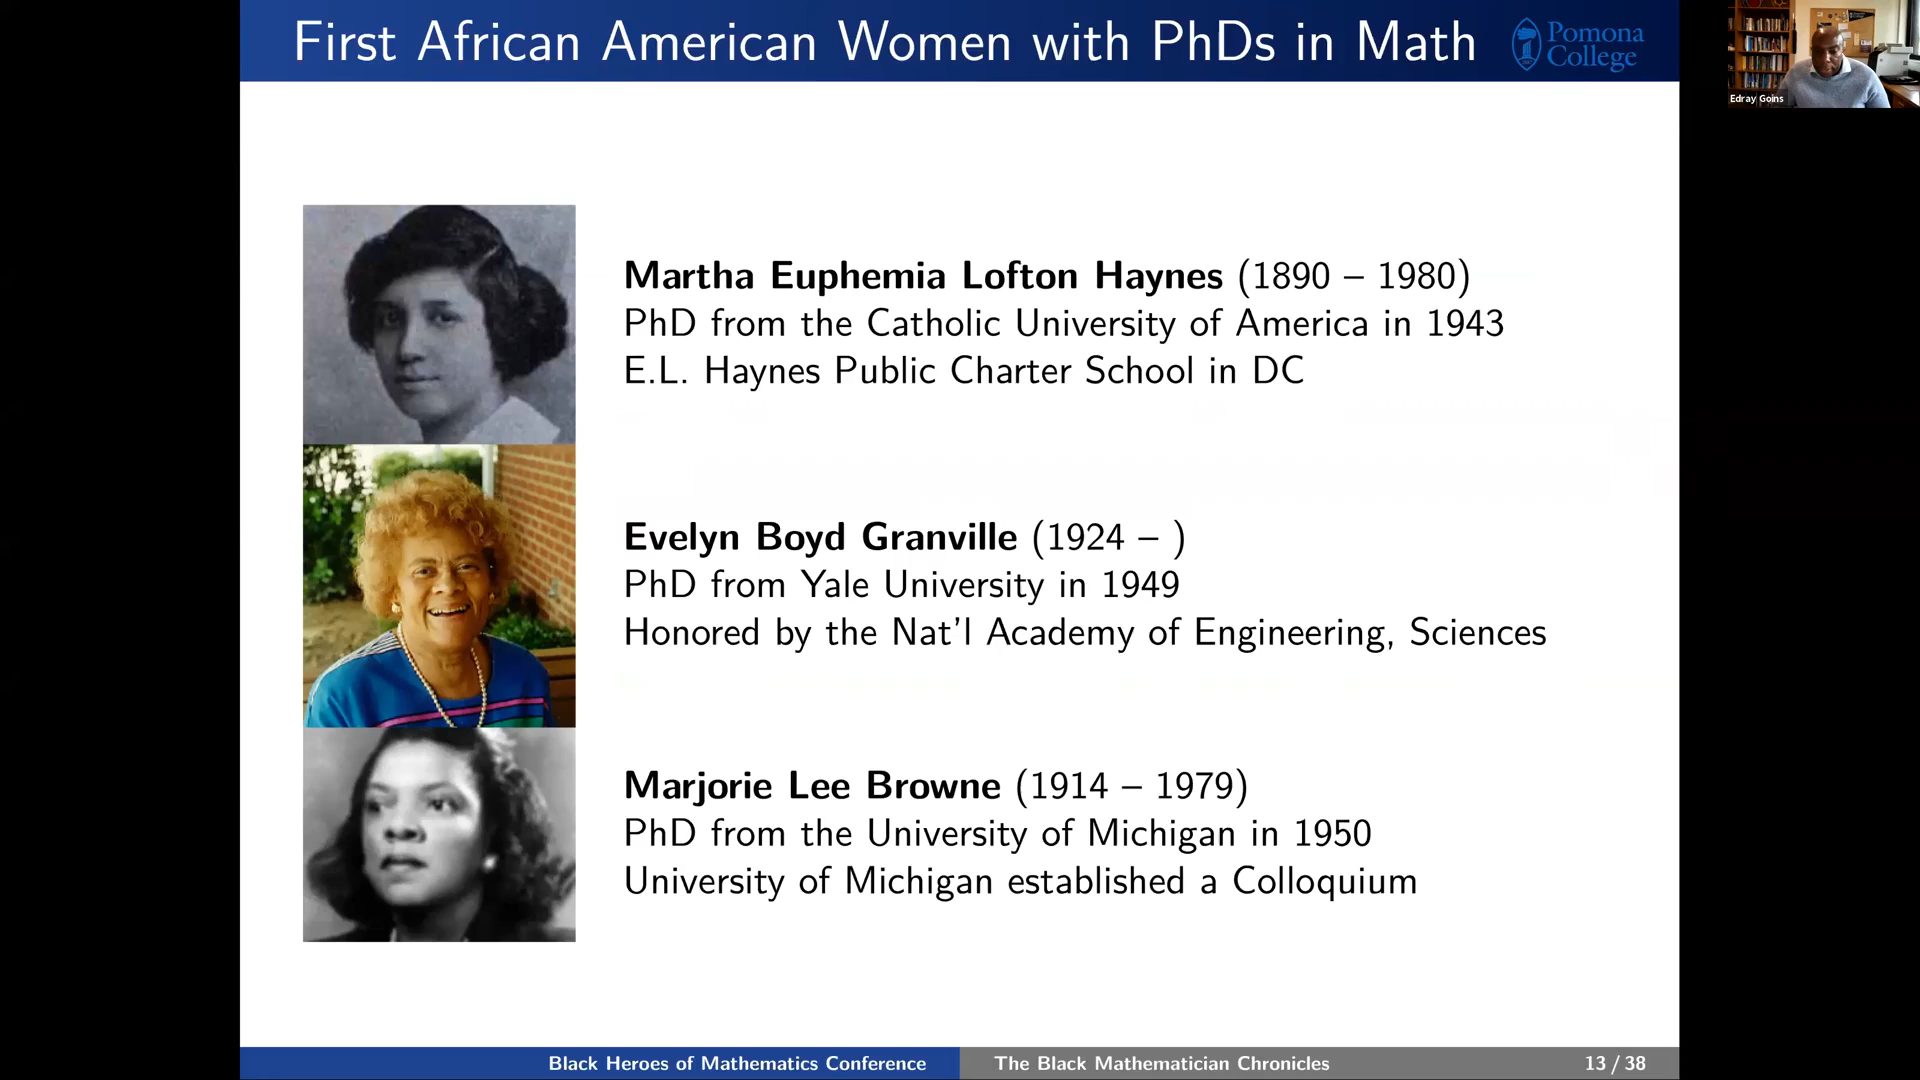 First African American Women with PhDs in Math
Pomona
College
Edray Goins
Martha Euphemia Lofton Haynes (1890 – 1980)
PhD from the Catholic University of America in 1943
E.L. Haynes Public Charter School in DC
Evelyn Boyd Granville (1924 – )
PhD from Yale University in 1949
Honored by the Nat'l Academy of Engineering, Sciences
Marjorie Lee Browne (1914 – 1979)
PhD from the University of Michigan in 1950
University of Michigan established a Colloquium
Black Heroes of Mathematics Conference
The Black Mathematician Chronicles
13 / 38